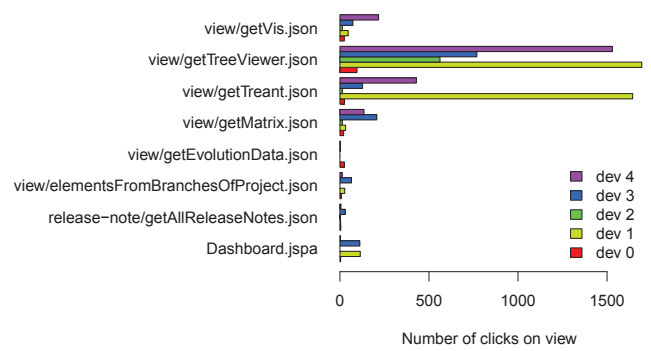 view/getVis.json
view/getTreeViewer.json
view/getTreant.json
view/getMatrix.json
view/getEvolutionData.json
view/elementsFromBranchesOfProject.json
release−note/getAllReleaseNotes.json
Dashboard.jspa
dev 4
dev 3
dev 2
dev 1
dev 0
0 500 1000 1500
Number of clicks on view